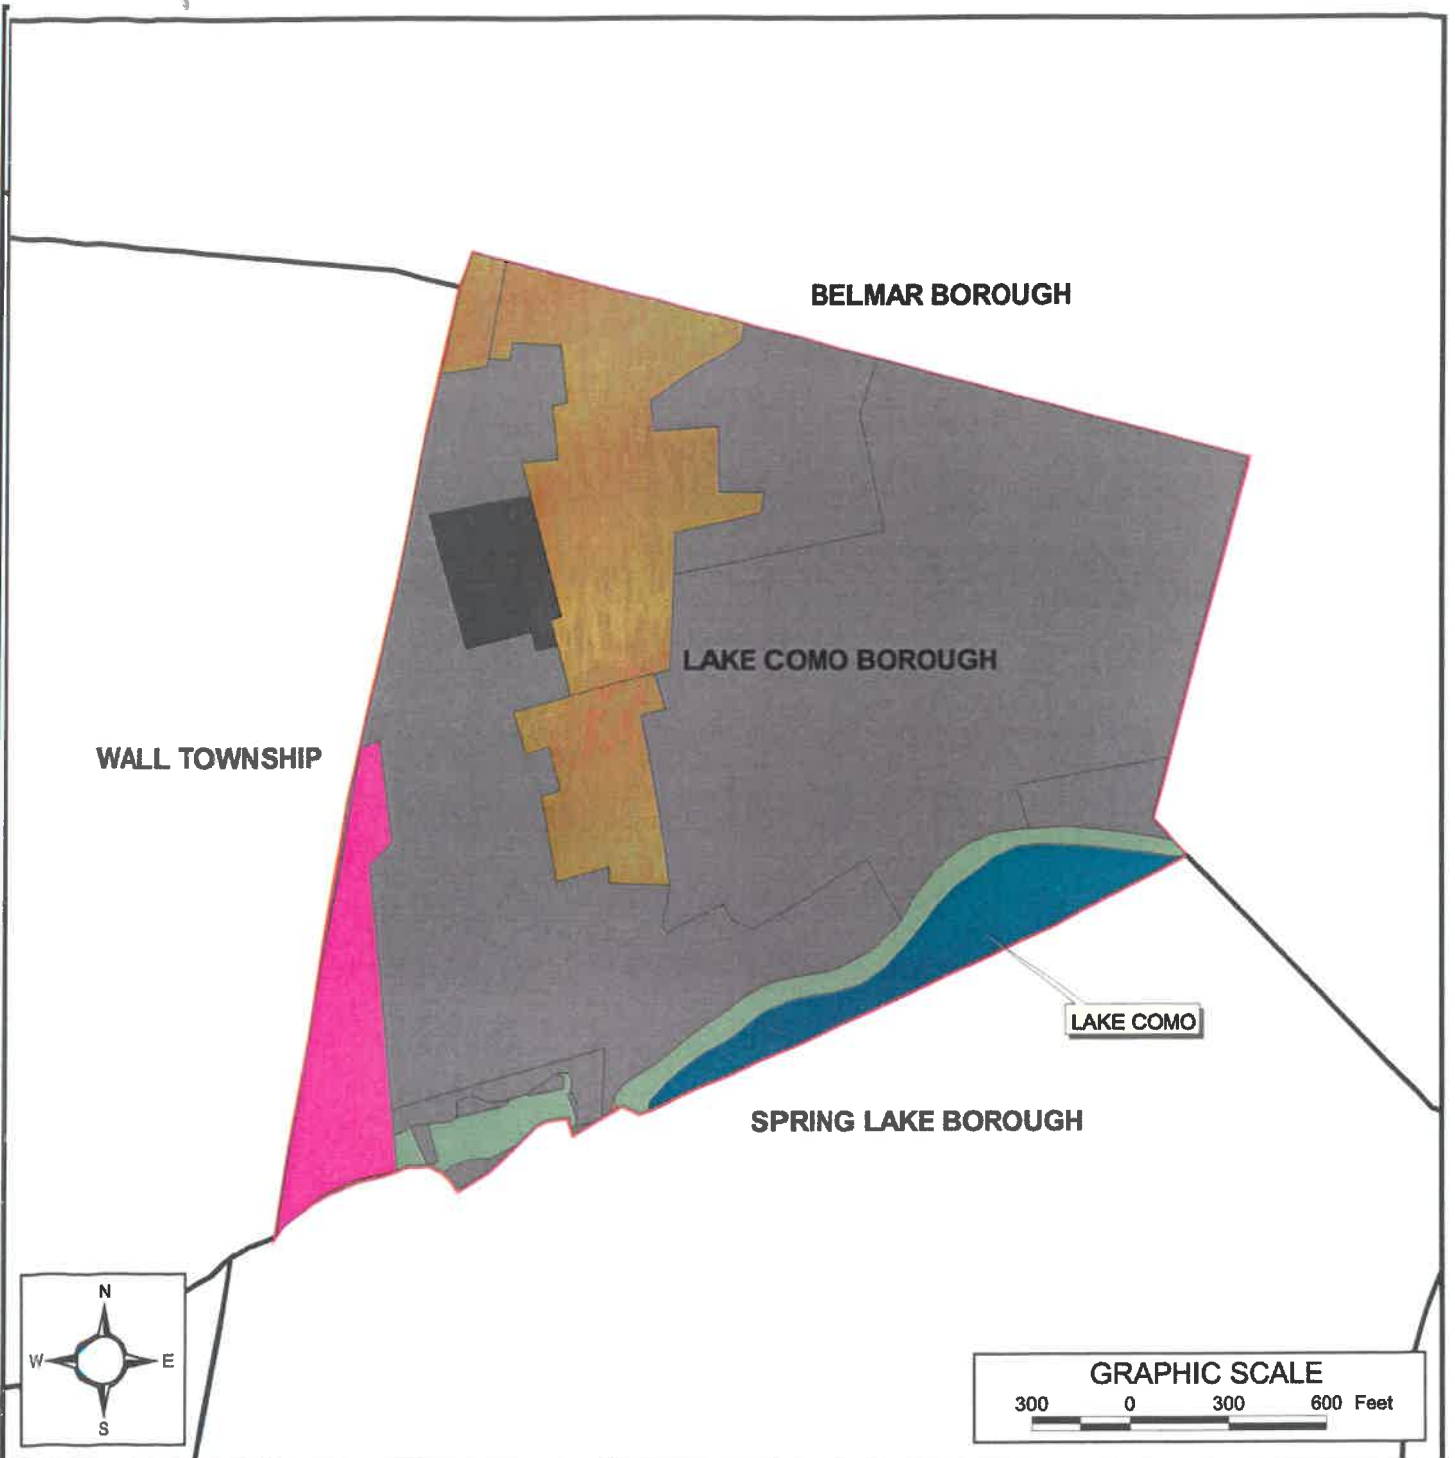 BELMAR BOROUGH
LAKE COMO BOROUGH
WALL TOWNSHIP
LAKE COMO
SPRING LAKE BOROUGH
N
W E
S
GRAPHIC SCALE
300 0 300 600 Feet